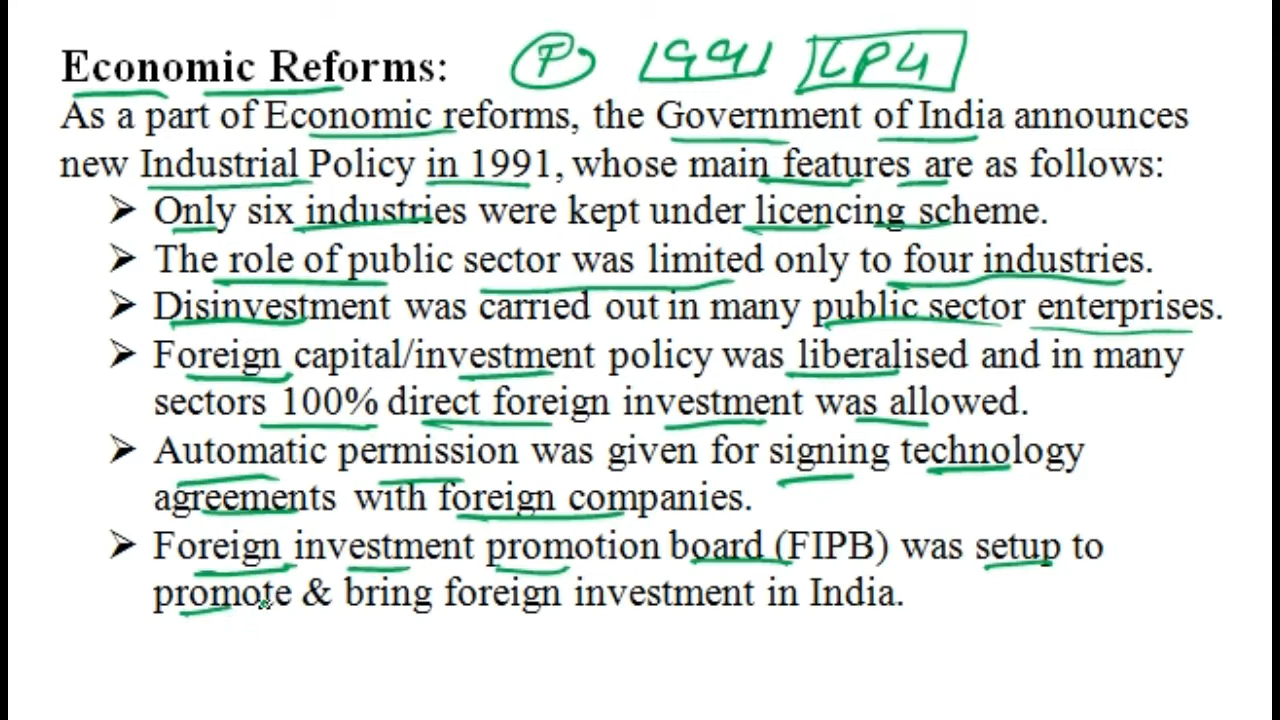 Economic Reforms: P 1991 LPG
As a part of Economic reforms, the Government of India announces
new Industrial Policy in 1991, whose main features are as follows:
➢ Only six industries were kept under licencing scheme.
➢ The role of public sector was limited only to four industries.
➢ Disinvestment was carried out in many public sector enterprises.
➢ Foreign capital/investment policy was liberalised and in many
sectors 100% direct foreign investment was allowed.
➢ Automatic permission was given for signing technology
agreements with foreign companies.
➢ Foreign investment promotion board (FIPB) was setup to
promote & bring foreign investment in India.